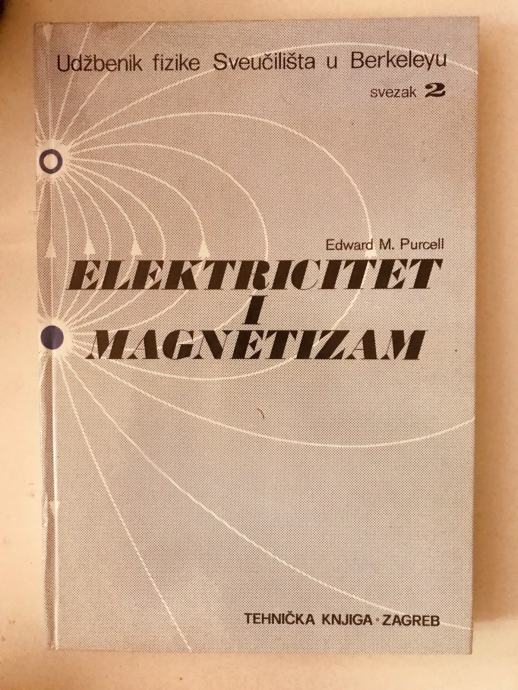 Udžbenik fizike Sveučilišta u Berkeleyu
svezak 2
Edward M. Purcell
ELEKTRICITET
I
MAGNETIZAM
TEHNIČKA KNJIGA · ZAGREB